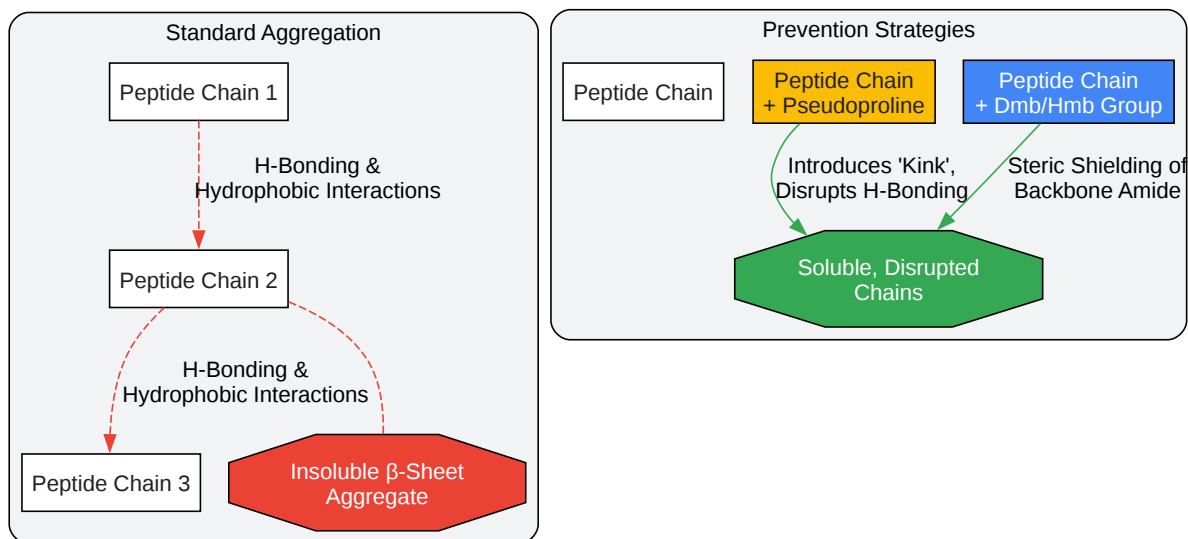 Standard Aggregation
Peptide Chain 1
H-Bonding &
Hydrophobic Interactions
Peptide Chain 2
H-Bonding &
Hydrophobic Interactions
Peptide Chain 3
Insoluble β-Sheet
Aggregate
Prevention Strategies
Peptide Chain
Peptide Chain
+ Pseudoproline
Peptide Chain
+ Dmb/Hmb Group
Introduces 'Kink',
Disrupts H-Bonding
Steric Shielding of
Backbone Amide
Soluble, Disrupted
Chains